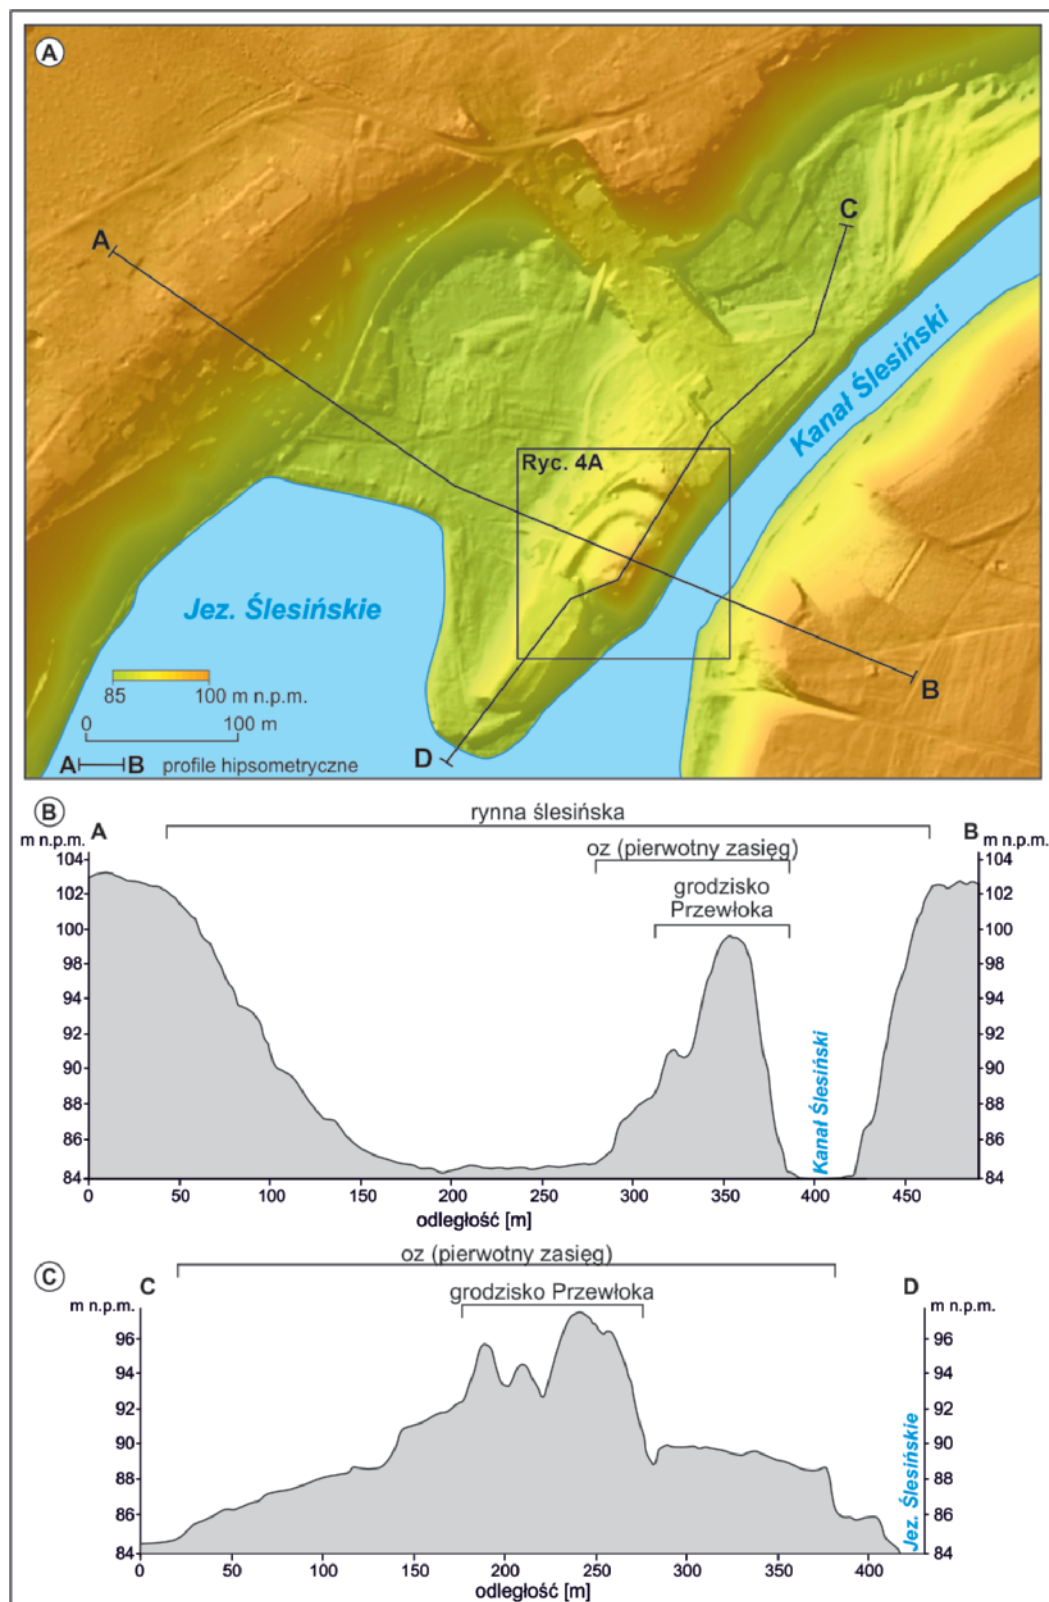 A
A
C
Kanał Ślesiński
Ryc. 4A
Jez. Ślesińskie
85 100 m n.p.m.
0 100 m
A B profile hipsometryczne
D
B
B
rynna ślesińska
A B
m n.p.m. m n.p.m.
oz (pierwotny zasięg)
grodzisko
Przewłoka
104 104
102 102
100 100
98 98
94 94
92 92
90 90
88 88
86 86
84 84
Kanał Ślesiński
0 50 100 150 200 250 300 350 400 450
odległość [m]
C
oz (pierwotny zasięg)
C D
grodzisko Przewłoka
m n.p.m. m n.p.m.
96 96
94 94
92 92
90 90
88 88
86 86
84 84
Jez. Ślesińskie
0 50 100 150 200 250 300 350 400
odległość [m]